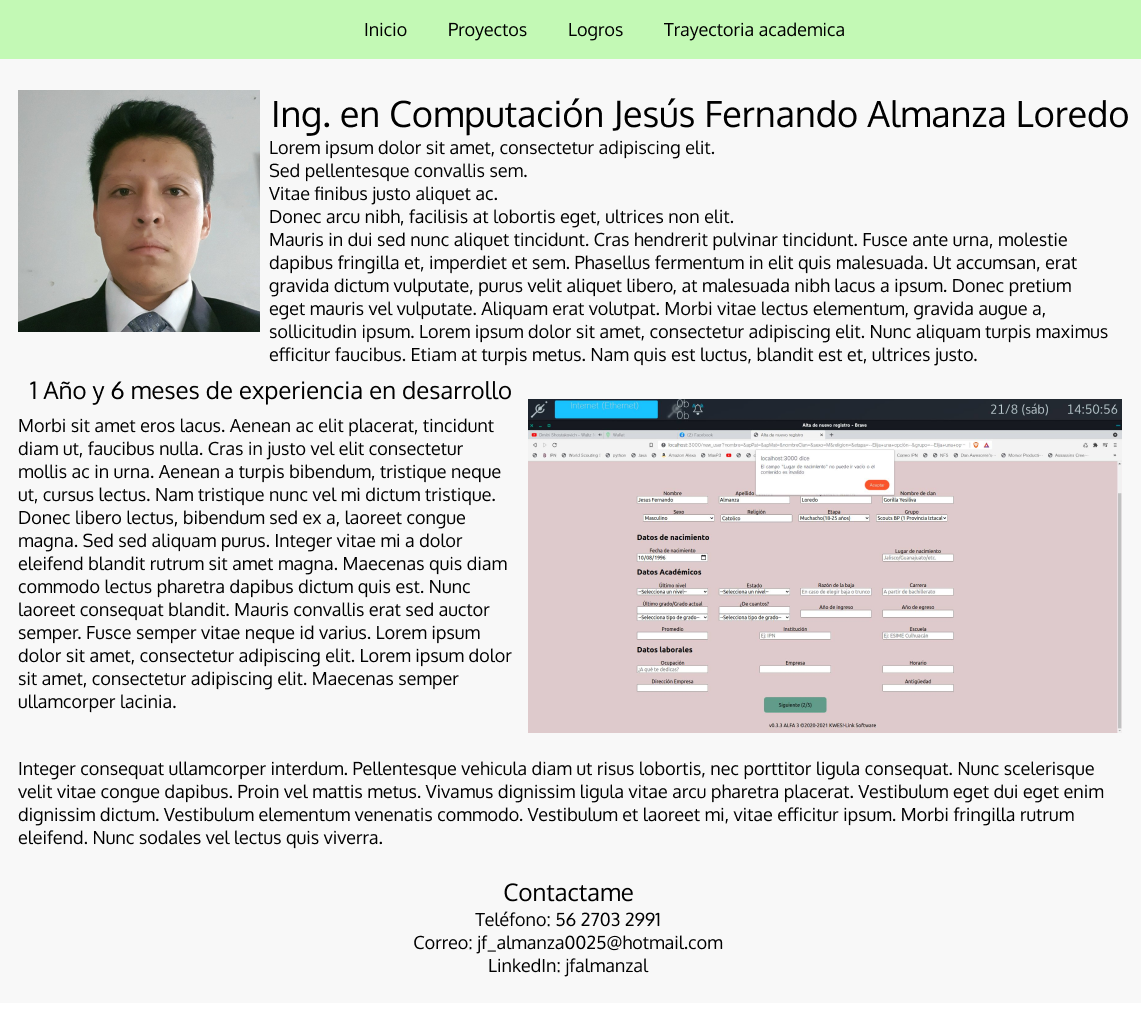 Inicio Proyectos Logros Trayectoria academica
Ing. en Computación Jesús Fernando Almanza Loredo
Lorem ipsum dolor sit amet, consectetur adipiscing elit.
Sed pellentesque convallis sem.
Vitae finibus justo aliquet ac.
Donec arcu nibh, facilisis at lobortis eget, ultrices non elit.
Mauris in dui sed nunc aliquet tincidunt. Cras hendrerit pulvinar tincidunt. Fusce ante urna, molestie
dapibus fringilla et, imperdiet et sem. Phasellus fermentum in elit quis malesuada. Ut accumsan, erat
gravida dictum vulputate, purus velit aliquet libero, at malesuada nibh lacus a ipsum. Donec pretium
eget mauris vel vulputate. Aliquam erat volutpat. Morbi vitae lectus elementum, gravida augue a,
sollicitudin ipsum. Lorem ipsum dolor sit amet, consectetur adipiscing elit. Nunc aliquam turpis maximus
efficitur faucibus. Etiam at turpis metus. Nam quis est luctus, blandit est et, ultrices justo.
1 Año y 6 meses de experiencia en desarrollo
Morbi sit amet eros lacus. Aenean ac elit placerat, tincidunt
diam ut, faucibus nulla. Cras in justo vel elit consectetur
mollis ac in urna. Aenean a turpis bibendum, tristique neque
ut, cursus lectus. Nam tristique nunc vel mi dictum tristique.
Donec libero lectus, bibendum sed ex a, laoreet congue
magna. Sed sed aliquam purus. Integer vitae mi a dolor
eleifend blandit rutrum sit amet magna. Maecenas quis diam
commodo lectus pharetra dapibus dictum quis est. Nunc
laoreet consequat blandit. Mauris convallis erat sed auctor
semper. Fusce semper vitae neque id varius. Lorem ipsum
dolor sit amet, consectetur adipiscing elit. Lorem ipsum dolor
sit amet, consectetur adipiscing elit. Maecenas semper
ullamcorper lacinia.
Internet (Ethernet) 0b 0b 21/8 (sáb) 14:50:56
Alta de nuevo registro - Brave
(2) Facebook Alta de nuevo registro
localhost:3000 dice
El campo "Lugar de nacimiento" no puede ir vacío o el
contenido es inválido
Aceptar
Nombre Apellido Nombre de clan
Jesus Fernando Almanza Loredo Gorilla Yesiliva
Sexo Religión Etapa Grupo
Masculino Catolico Muchacho(18-25 años) Scouts BP (1 Provincia Iztacal
Datos de nacimiento
Fecha de nacimiento Lugar de nacimiento
10/08/1996 Jalisco/Guanajuato/etc.
Datos Académicos
Último nivel Estado Razón de la baja Carrera
--Selecciona un nivel-- --Selecciona un nivel-- En caso de elegir baja o trunco A partir de bachillerato
Último grado/Grado actual ¿De cuantos? Año de ingreso Año de egreso
--Selecciona tipo de grado-- --Selecciona tipo de grado--
Promedio Institución Escuela
Ej: IPN Ej: ESIME Culhuacán
Datos laborales
Ocupación Empresa Horario
¿A qué te dedicas?
Dirección Empresa Antigüedad
Siguiente (2/3)
v0.3.3 ALFA 3 ©2020-2021 KWESI-Link Software
Integer consequat ullamcorper interdum. Pellentesque vehicula diam ut risus lobortis, nec porttitor ligula consequat. Nunc scelerisque
velit vitae congue dapibus. Proin vel mattis metus. Vivamus dignissim ligula vitae arcu pharetra placerat. Vestibulum eget dui eget enim
dignissim dictum. Vestibulum elementum venenatis commodo. Vestibulum et laoreet mi, vitae efficitur ipsum. Morbi fringilla rutrum
eleifend. Nunc sodales vel lectus quis viverra.
Contactame
Teléfono: 56 2703 2991
Correo: jf_almanza0025@hotmail.com
LinkedIn: jfalmanzal